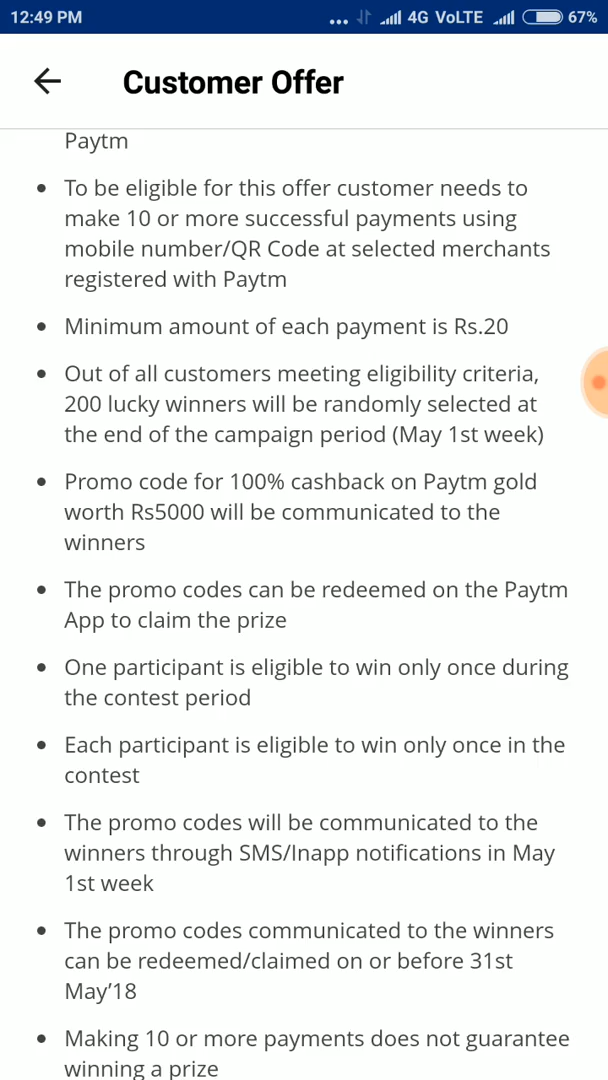 12:49 PM ... 4G VoLTE 67%
Customer Offer
Paytm
• To be eligible for this offer customer needs to
make 10 or more successful payments using
mobile number/QR Code at selected merchants
registered with Paytm
• Minimum amount of each payment is Rs.20
• Out of all customers meeting eligibility criteria,
200 lucky winners will be randomly selected at
the end of the campaign period (May 1st week)
• Promo code for 100% cashback on Paytm gold
worth Rs5000 will be communicated to the
winners
• The promo codes can be redeemed on the Paytm
App to claim the prize
• One participant is eligible to win only once during
the contest period
• Each participant is eligible to win only once in the
contest
• The promo codes will be communicated to the
winners through SMS/Inapp notifications in May
1st week
• The promo codes communicated to the winners
can be redeemed/claimed on or before 31st
May’18
• Making 10 or more payments does not guarantee
winning a prize